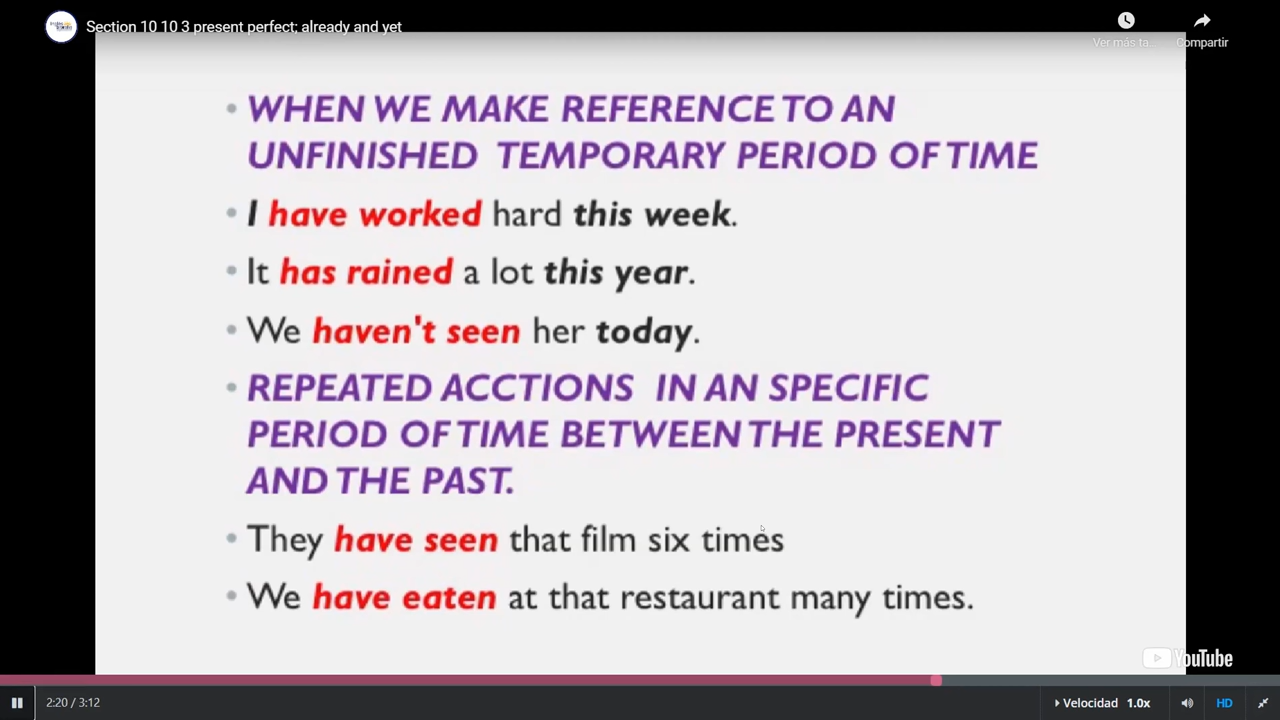 Section 10 10 3 present perfect; already and yet
Ver más ta...
Compartir
• WHEN WE MAKE REFERENCE TO AN
UNFINISHED TEMPORARY PERIOD OF TIME
• I have worked hard this week.
• It has rained a lot this year.
• We haven't seen her today.
• REPEATED ACCTIONS IN AN SPECIFIC
PERIOD OF TIME BETWEEN THE PRESENT
AND THE PAST.
• They have seen that film six times
• We have eaten at that restaurant many times.
YouTube
2:20 / 3:12
Velocidad 1.0x
HD